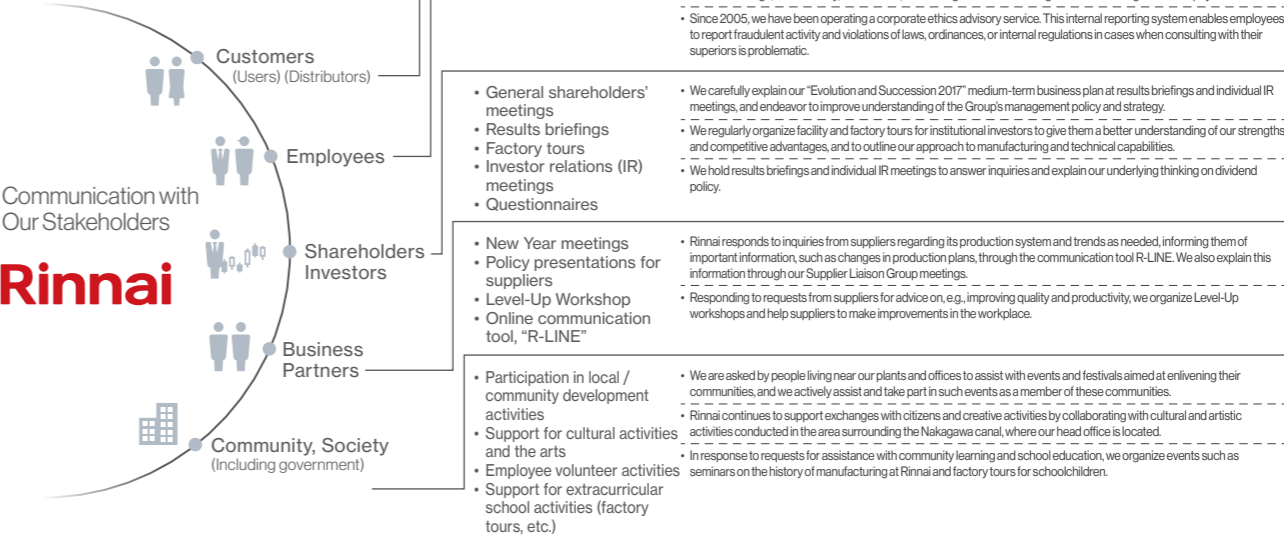 • Since 2005, we have been operating a corporate ethics advisory service. This internal reporting system enables employees
to report fraudulent activity and violations of laws, ordinances, or internal regulations in cases when consulting with their
superiors is problematic.
Customers
(Users) (Distributors)
Employees
Communication with
Our Stakeholders
Rinnai
Shareholders
Investors
Business
Partners
Community, Society
(Including government)
• General shareholders'
meetings
• Results briefings
• Factory tours
• Investor relations (IR)
meetings
• Questionnaires
• We carefully explain our “Evolution and Succession 2017” medium-term business plan at results briefings and individual IR
meetings, and endeavor to improve understanding of the Group's management policy and strategy.
• We regularly organize facility and factory tours for institutional investors to give them a better understanding of our strengths
and competitive advantages, and to outline our approach to manufacturing and technical capabilities.
• We hold results briefings and individual IR meetings to answer inquiries and explain our underlying thinking on dividend
policy.
• New Year meetings
• Policy presentations for
suppliers
• Level-Up Workshop
• Online communication
tool, “R-LINE”
• Rinnai responds to inquiries from suppliers regarding its production system and trends as needed, informing them of
important information, such as changes in production plans, through the communication tool R-LINE. We also explain this
information through our Supplier Liaison Group meetings.
• Responding to requests from suppliers for advice on, e.g., improving quality and productivity, we organize Level-Up
workshops and help suppliers to make improvements in the workplace.
• Participation in local /
community development
activities
• Support for cultural activities
and the arts
• Employee volunteer activities
• Support for extracurricular
school activities (factory
tours, etc.)
• We are asked by people living near our plants and offices to assist with events and festivals aimed at enlivening their
communities, and we actively assist and take part in such events as a member of these communities.
• Rinnai continues to support exchanges with citizens and creative activities by collaborating with cultural and artistic
activities conducted in the area surrounding the Nakagawa canal, where our head office is located.
• In response to requests for assistance with community learning and school education, we organize events such as
seminars on the history of manufacturing at Rinnai and factory tours for schoolchildren.